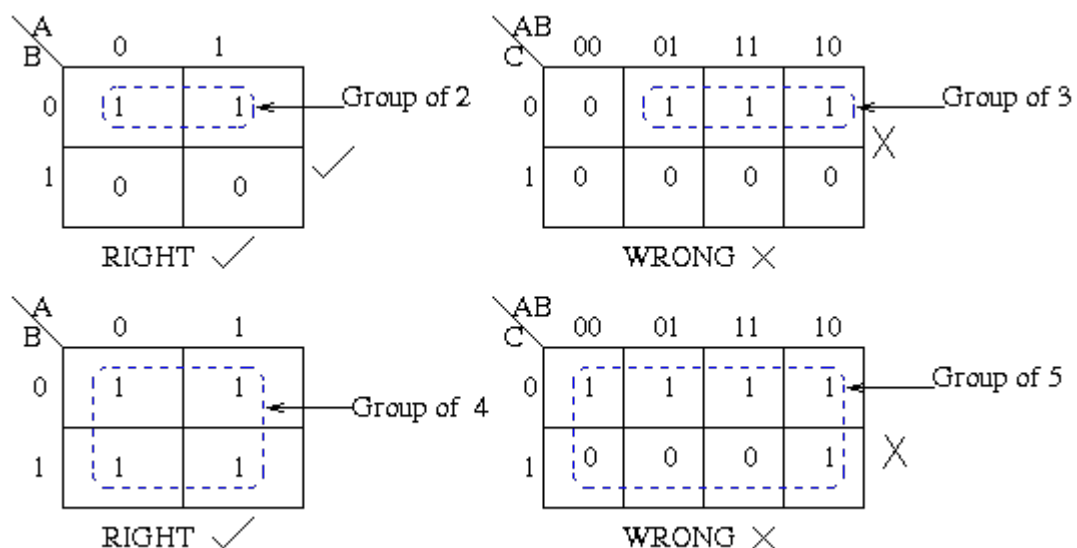 A
B
0 1
0 1 1 Group of 2
1 0 0
RIGHT
AB
C
00 01 11 10
0 0 1 1 1 Group of 3
1 0 0 0 0
WRONG
A
B
0 1
0 1 1
Group of 4
1 1 1
RIGHT
AB
C
00 01 11 10
0 1 1 1 1 Group of 5
1 0 0 0 1
WRONG